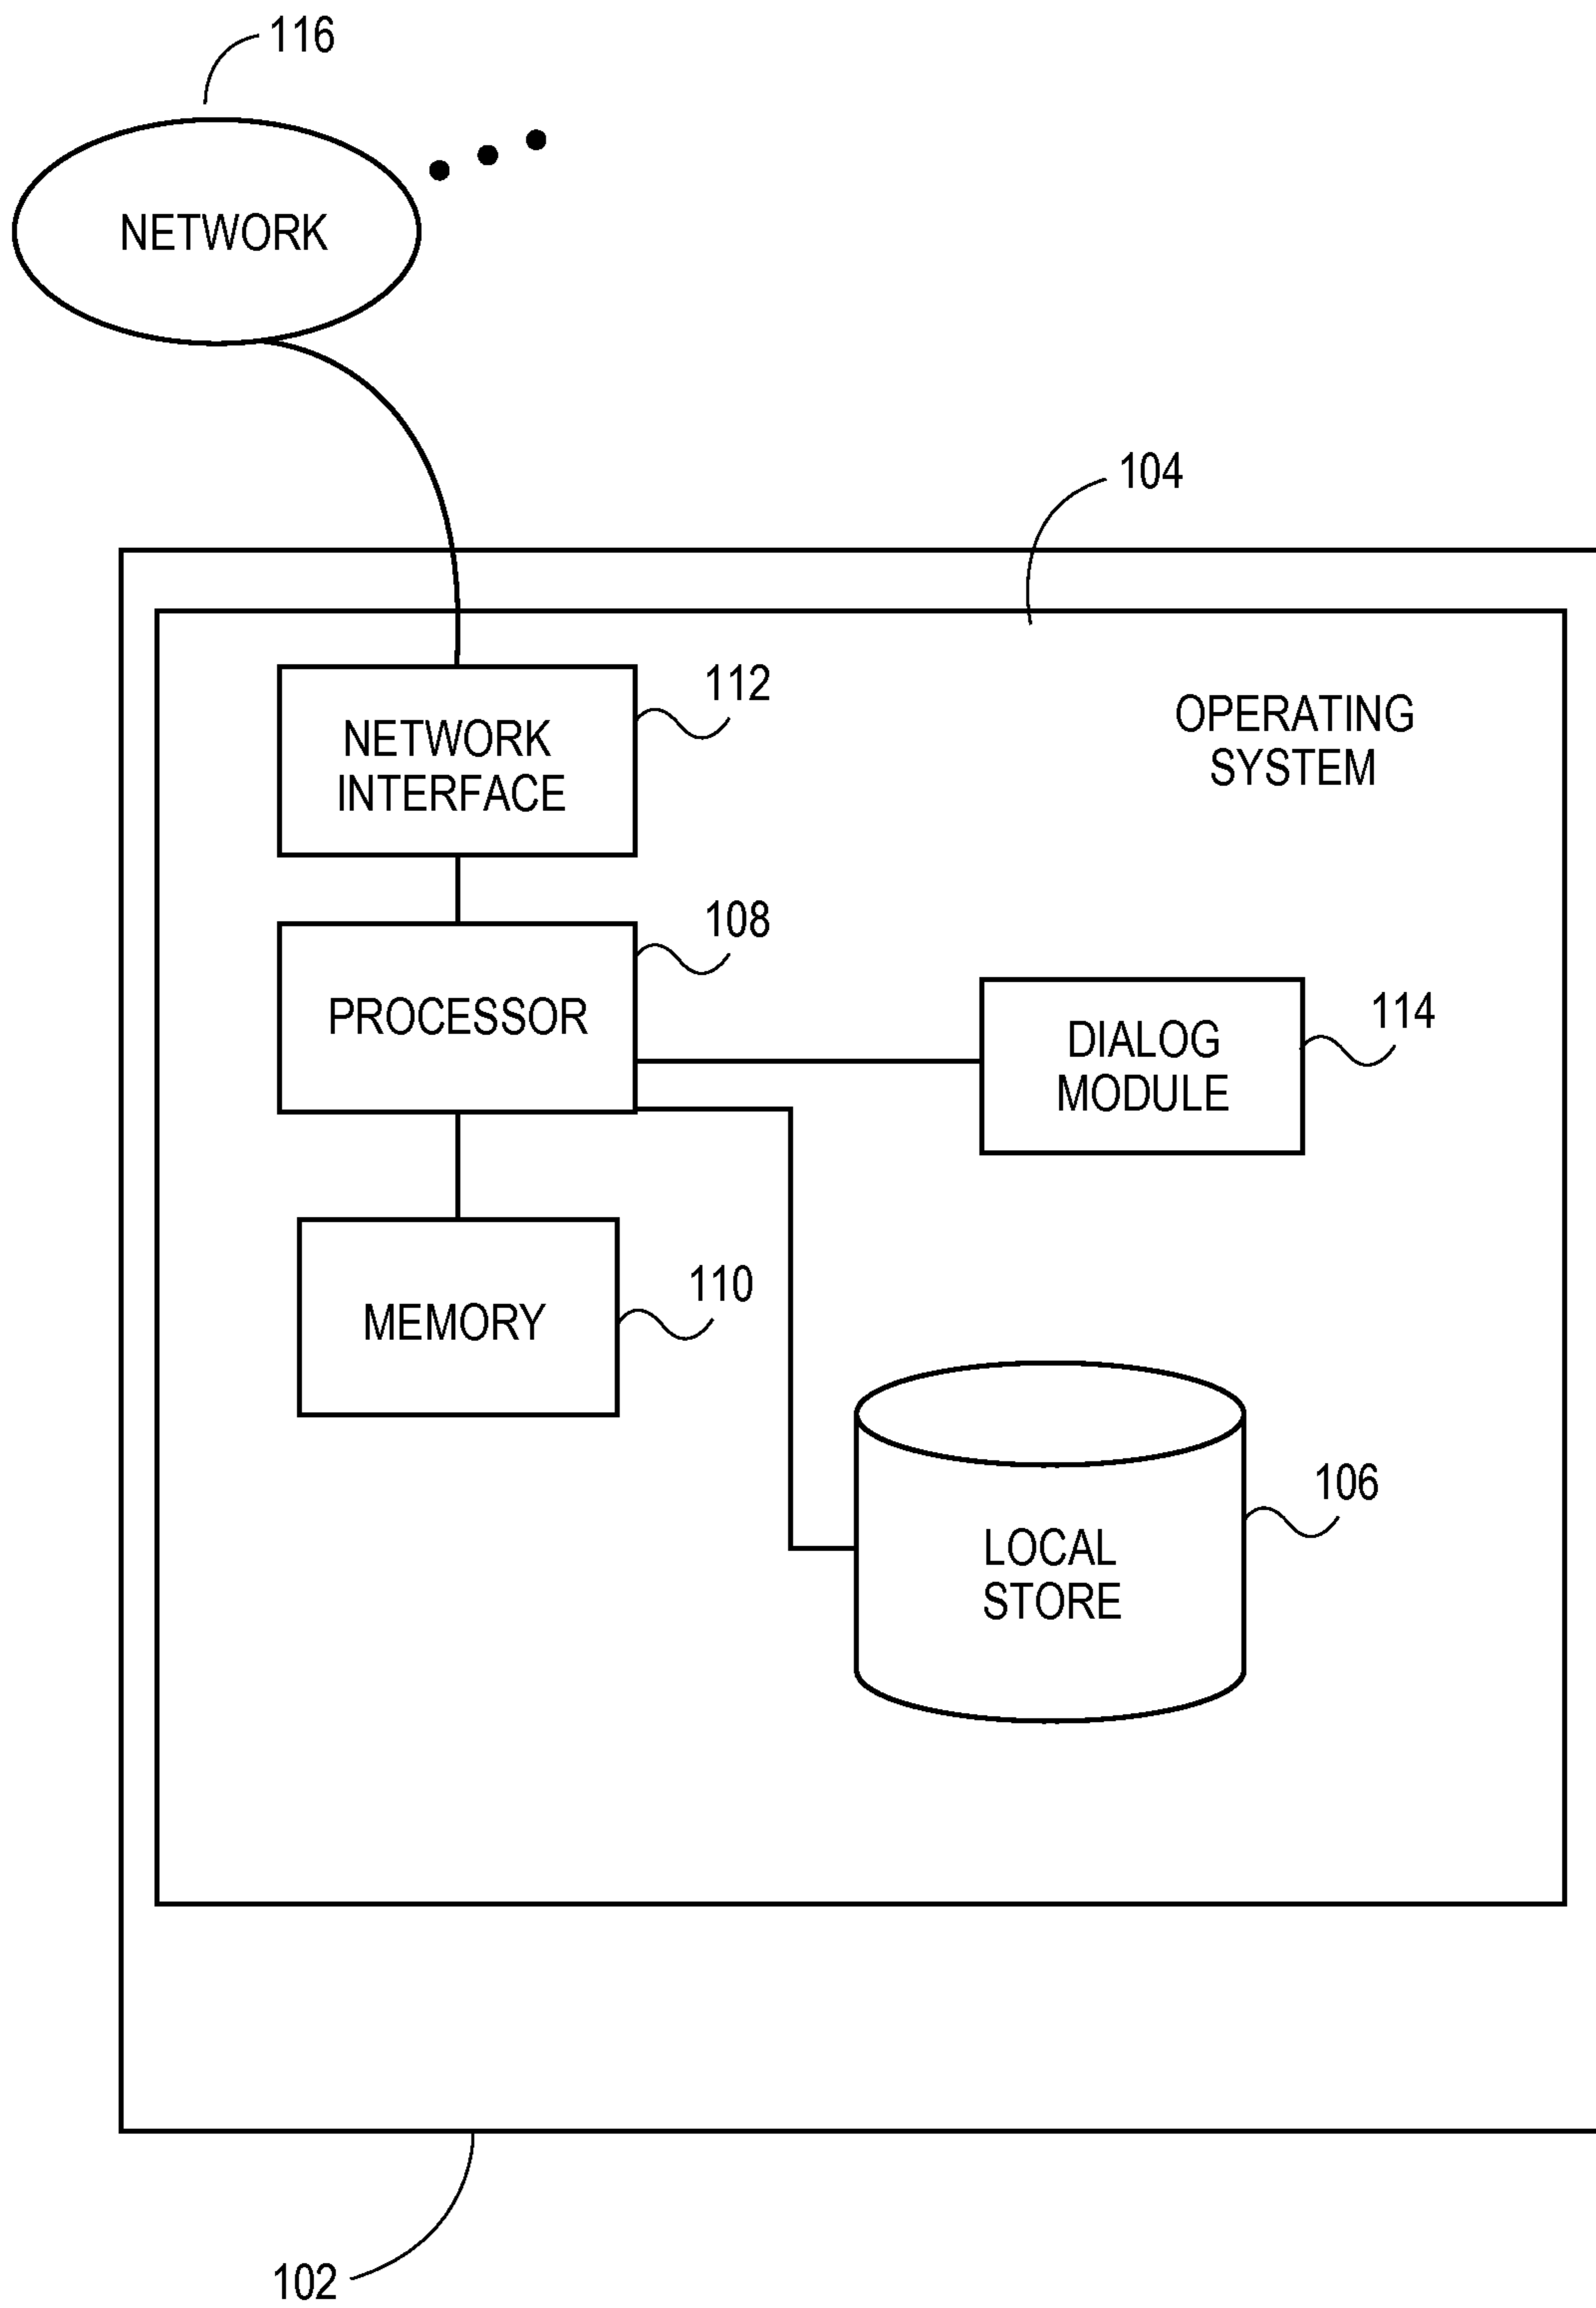 116
NETWORK
104
112
NETWORK
INTERFACE
OPERATING
SYSTEM
108
PROCESSOR
114
DIALOG
MODULE
110
MEMORY
106
LOCAL
STORE
102